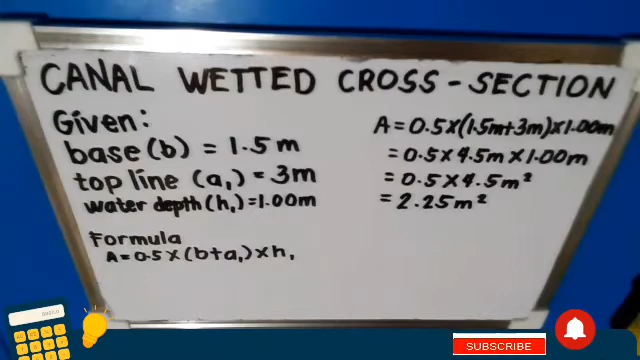 CANAL WETTED CROSS-SECTION
Given:
base (b) = 1.5 m
top line (a₁) = 3m
water depth (h₁) = 1.00m
Formula
A = 0.5 x (b+a₁) x h₁
A = 0.5 x (1.5m+3m) x 1.00m
= 0.5 x 4.5m x 1.00m
= 0.5 x 4.5m²
= 2.25m²
SUBSCRIBE